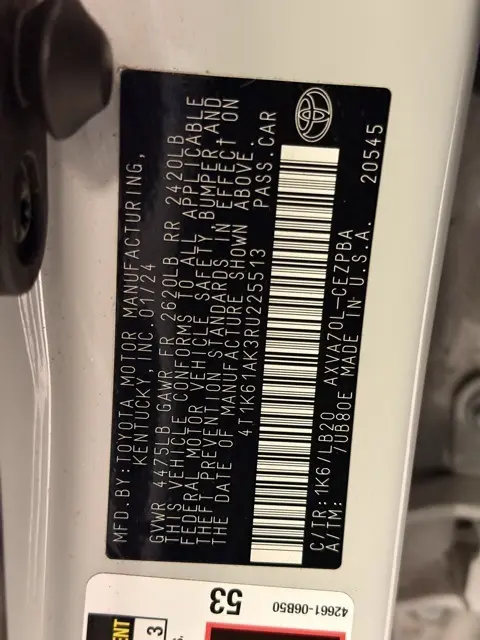 MFD.BY:TOYOTA MOTOR MANUFACTURING,
KENTUCKY, INC.01/24
GVWR 4475LB GAWR FR 2620LB RR 2420LB
THIS VEHICLE CONFORMS TO ALL APPLICABLE
FEDERAL MOTOR VEHICLE SAFETY, BUMPER AND
THEFT PREVENTION STANDARDS IN EFFECT ON
THE DATE OF MANUFACTURE SHOWN ABOVE.
4T1K61AK3RU225513 PASS.CAR
C/TR:1K6/LB20 AXVA70L-CEZPBA
A/TM: /UB80E MADE IN U.S.A. 20545
53
42661-06B50
3